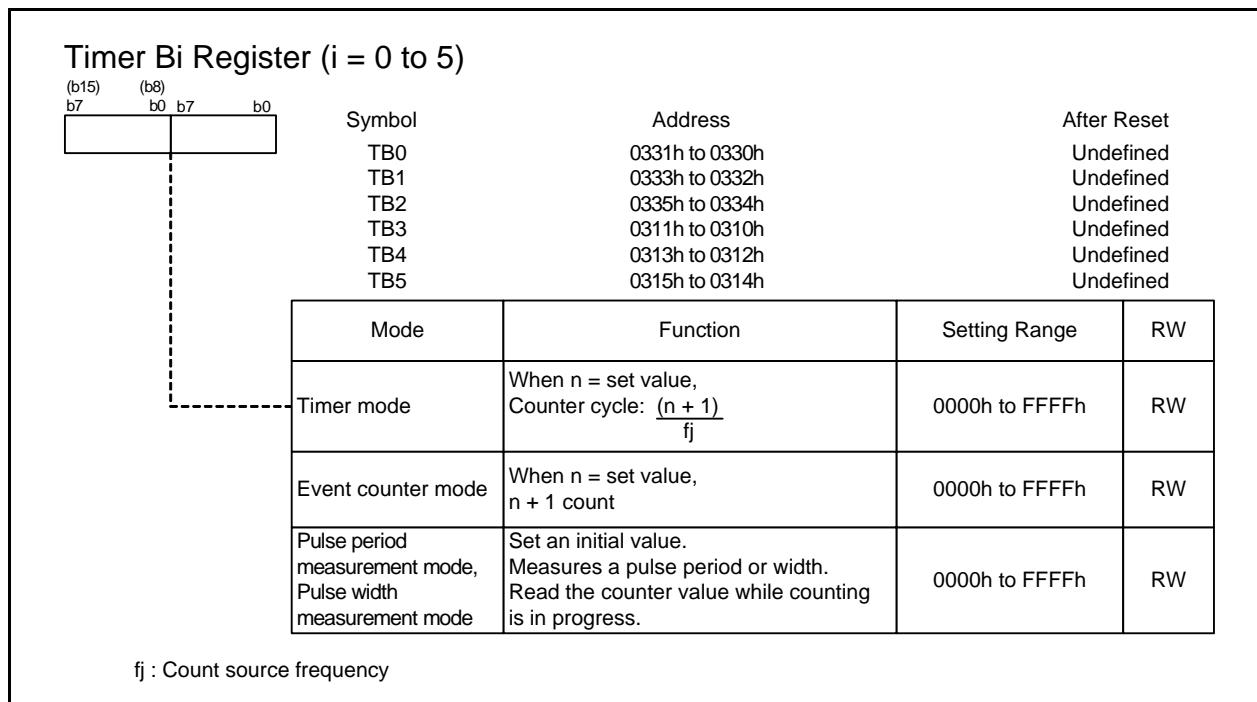 Timer Bi Register (i = 0 to 5)
(b15) (b8)
b7 b0 b7 b0
Symbol Address After Reset
TB0 0331h to 0330h Undefined
TB1 0333h to 0332h Undefined
TB2 0335h to 0334h Undefined
TB3 0311h to 0310h Undefined
TB4 0313h to 0312h Undefined
TB5 0315h to 0314h Undefined
Mode Function Setting Range RW
Timer mode
When n = set value,
Counter cycle: (n + 1)
fj
0000h to FFFFh RW
Event counter mode
When n = set value,
n + 1 count
0000h to FFFFh RW
Pulse period
measurement mode,
Pulse width
measurement mode
Set an initial value.
Measures a pulse period or width.
Read the counter value while counting
is in progress.
0000h to FFFFh RW
fj : Count source frequency